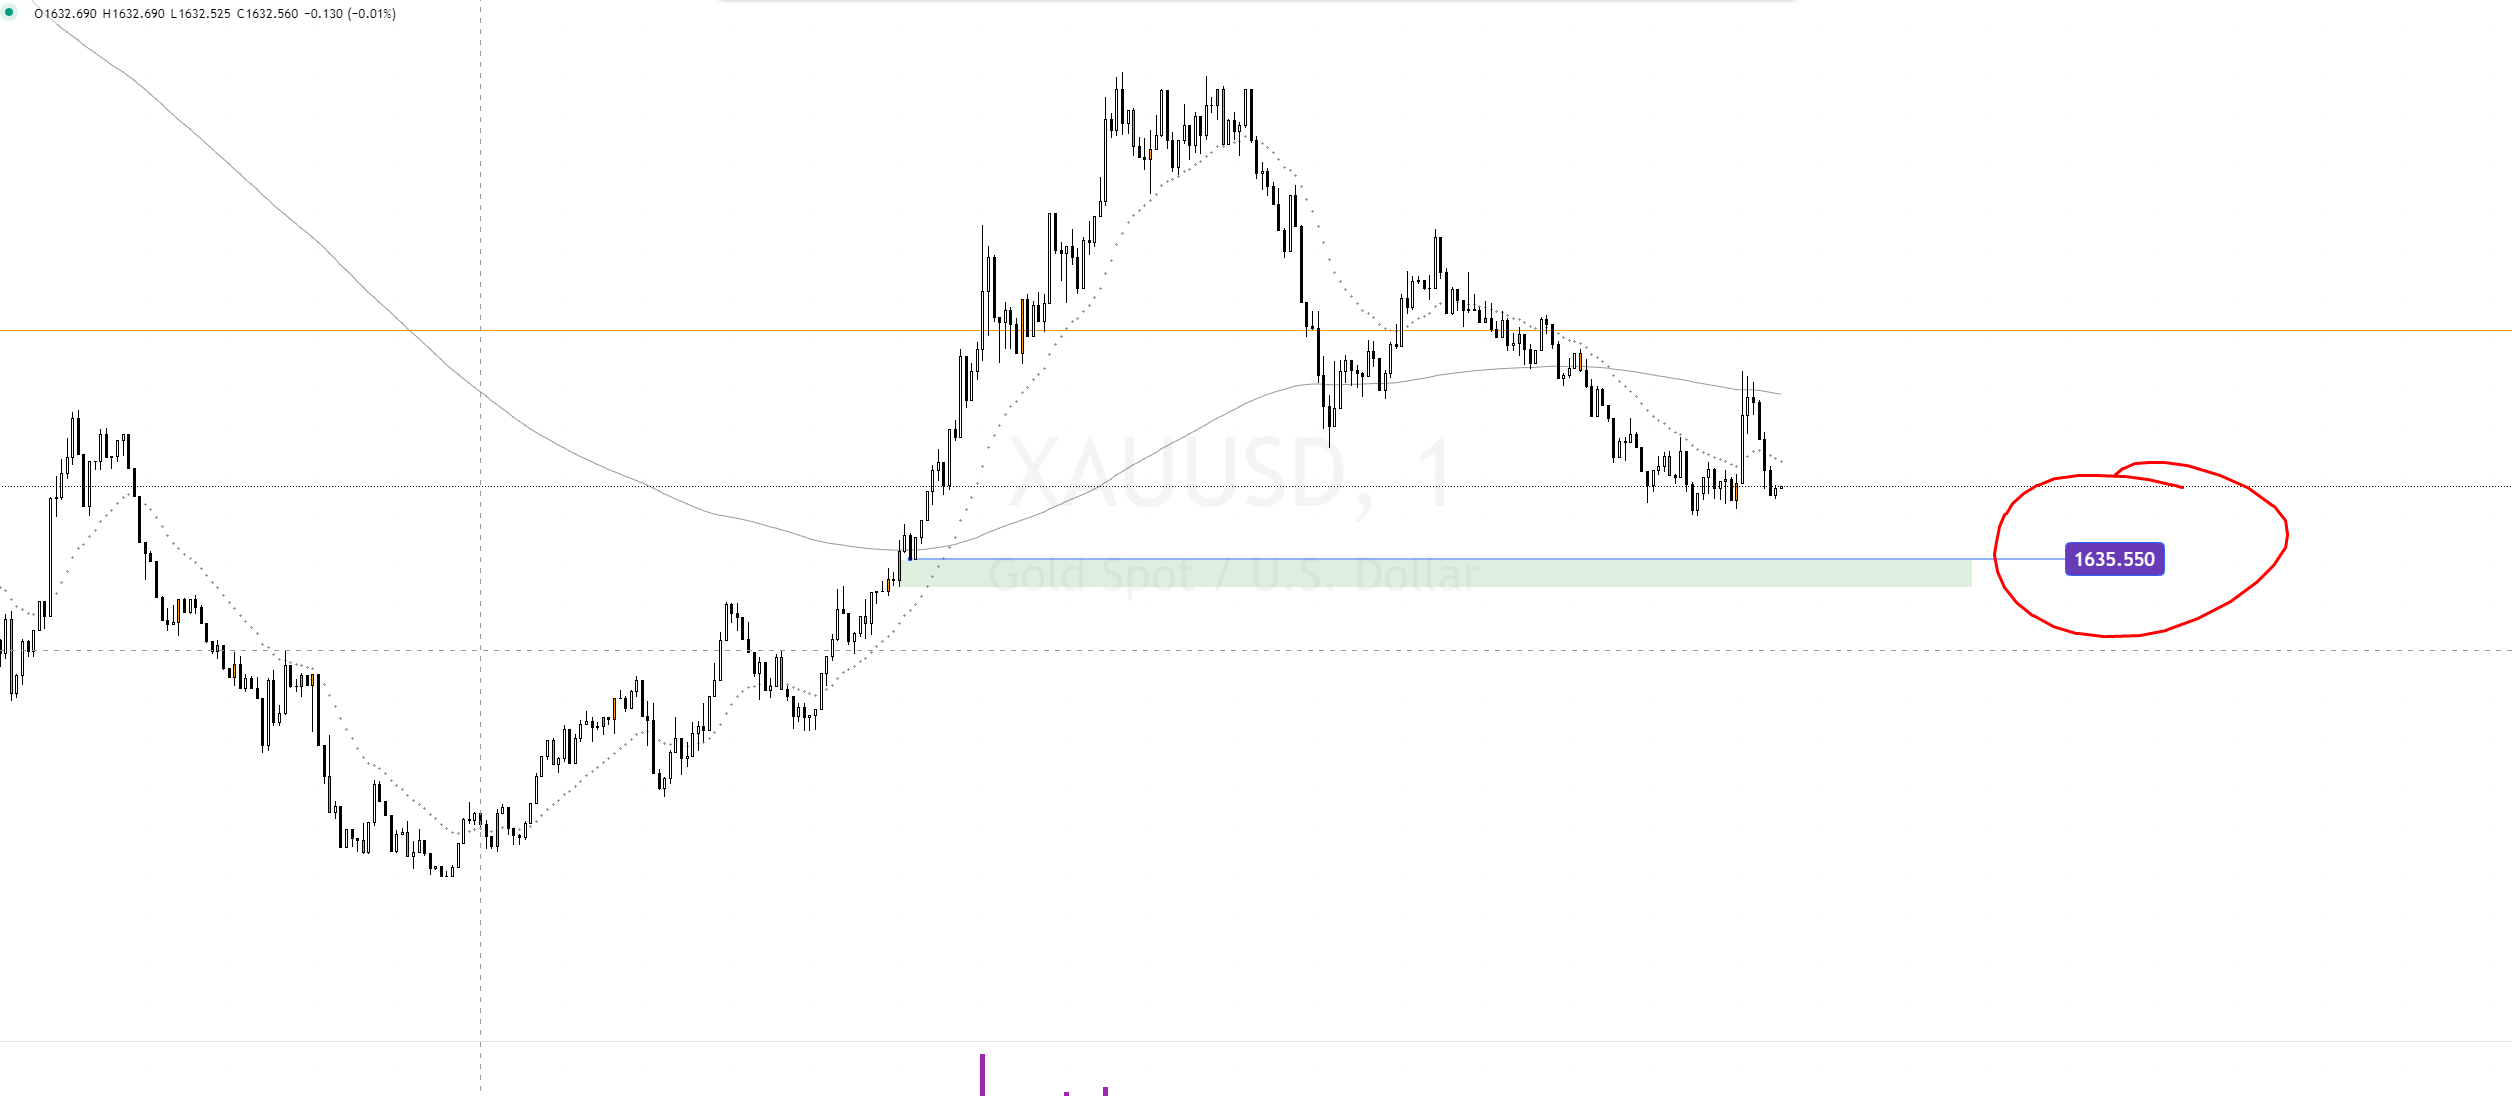 O1632.690 H1632.690 L1632.525 C1632.560 −0.130 (−0.01%)
XAUUSD, 1
Gold Spot / U.S. Dollar
1635.550